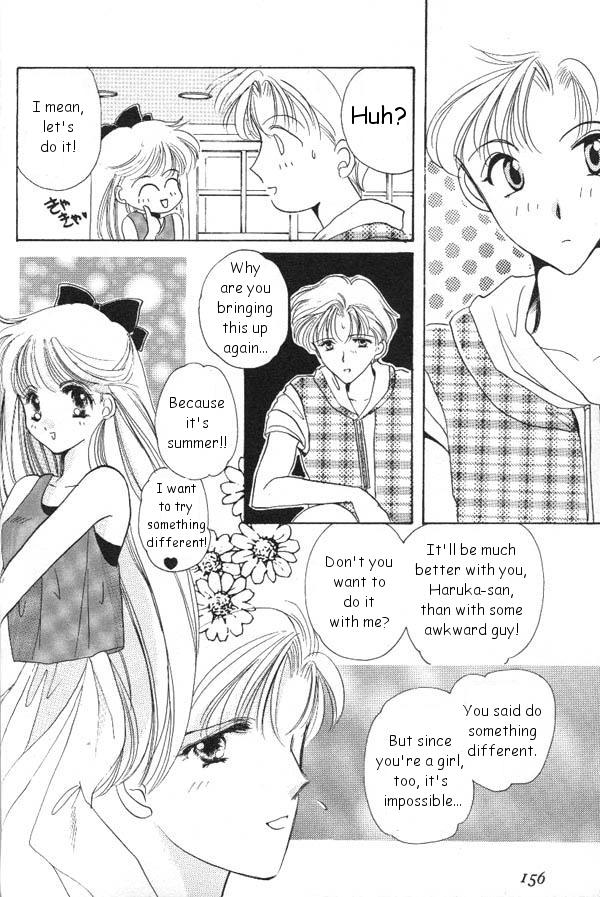 Huh?
I mean,
let's
do it!
きゃ
きゃ
Why
are you
bringing
this up
again...
Because
it's
summer!!
I want
to try
something
different!
It'll be much
better with you,
Haruka-san,
than with some
awkward guy!
Don't you
want to
do it
with me?
You said do
something
different.
But since
you're a girl,
too, it's
impossible...
156